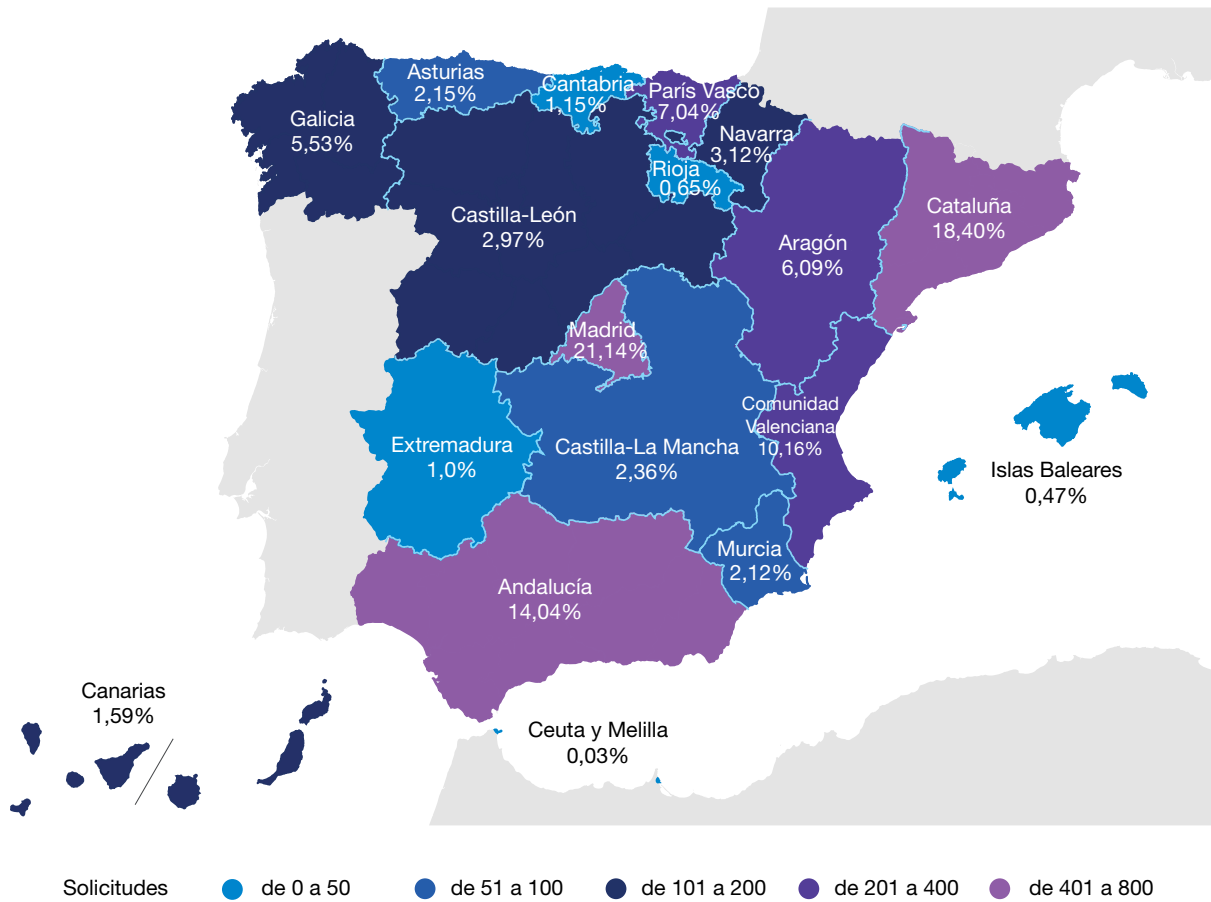 Asturias
2,15%
Cantabria
1,15%
París Vasco
7,04%
Galicia
5,53%
Navarra
3,12%
Rioja
0,65%
Castilla-León
2,97%
Aragón
6,09%
Cataluña
18,40%
Madrid
21,14%
Comunidad
Valenciana
10,16%
Extremadura
1,0%
Castilla-La Mancha
2,36%
Islas Baleares
0,47%
Murcia
2,12%
Andalucía
14,04%
Canarias
1,59%
Ceuta y Melilla
0,03%
Solicitudes de 0 a 50 de 51 a 100 de 101 a 200 de 201 a 400 de 401 a 800